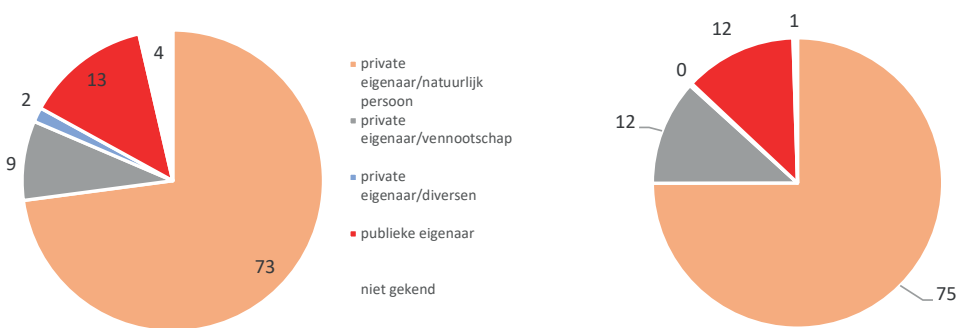 4
13
2
9
73
private
eigenaar/natuurlijk
persoon
private
eigenaar/vennootschap
private
eigenaar/diversen
publieke eigenaar
niet gekend
1
12
0
12
75